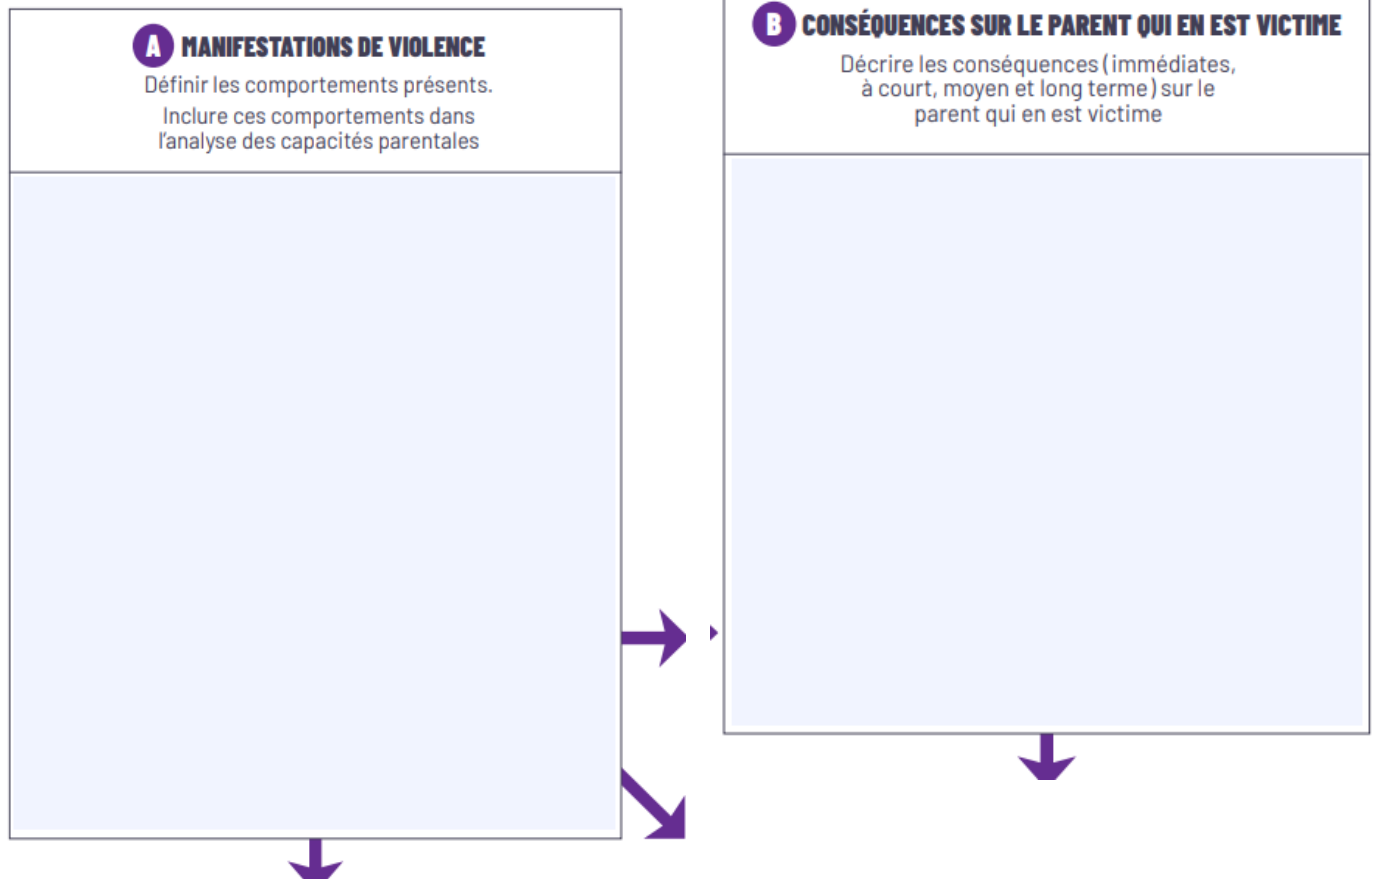 A MANIFESTATIONS DE VIOLENCE
Définir les comportements présents.
Inclure ces comportements dans
l'analyse des capacités parentales
B CONSÉQUENCES SUR LE PARENT QUI EN EST VICTIME
Décrire les conséquences (immédiates,
à court, moyen et long terme) sur le
parent qui en est victime